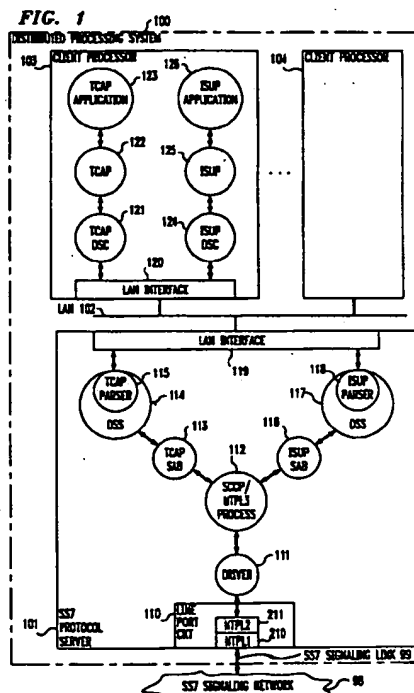 FIG. 1
100
DISTRIBUTED PROCESSING SYSTEM
103
CLIENT PROCESSOR
123
TCAP APPLICATION
126
ISUP APPLICATION
104
CLIENT PROCESSOR
122
TCAP
125
ISUP
121
TCAP DSC
124
ISUP DSC
120
LAN INTERFACE
LAN 102
LAN INTERFACE
119
115
TCAP PARSER
114
DSS
118
ISUP PARSER
117
DSS
113
TCAP SAB
112
116
ISUP SAB
SCCP/
MTPL3
PROCESS
111
DRIVER
110
LINE
PORT
CKT
211
MTPL2
210
MTPL1
101
SS7
PROTOCOL
SERVER
SS7 SIGNALING LINK 99
SS7 SIGNALING NETWORK
98